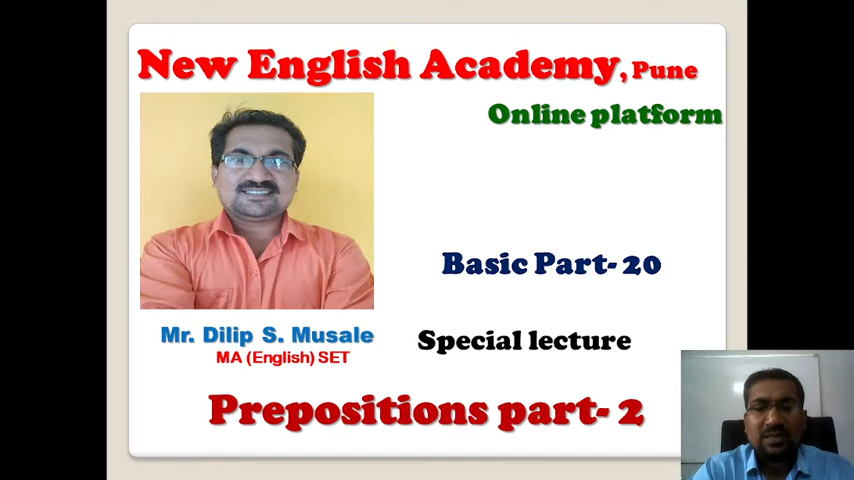 New English Academy, Pune
Online platform
Basic Part- 20
Mr. Dilip S. Musale
MA (English) SET
Special lecture
Prepositions part- 2